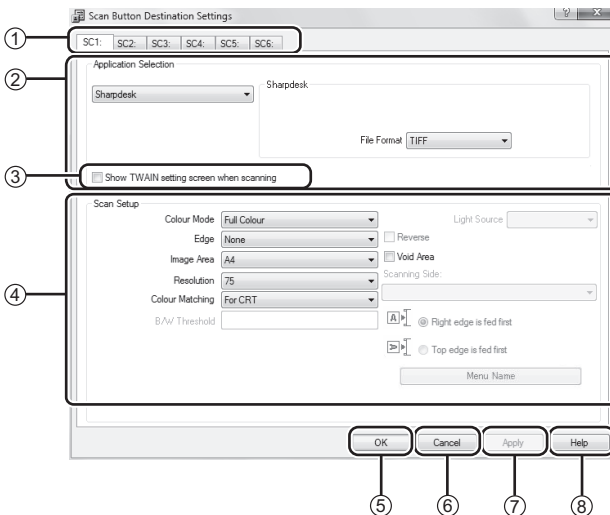 Scan Button Destination Settings
①
SC1: SC2: SC3: SC4: SC5: SC6:
②
Application Selection
Sharpdesk
Sharpdesk
File Format TIFF
③
Show TWAIN setting screen when scanning
④
Scan Setup
Colour Mode Full Colour
Light Source
Edge None
Reverse
Image Area A4
Void Area
Resolution 75
Scanning Side:
Colour Matching For CRT
B/W Threshold
A Right edge is fed first
A Top edge is fed first
Menu Name
OK Cancel Apply Help
⑤ ⑥ ⑦ ⑧